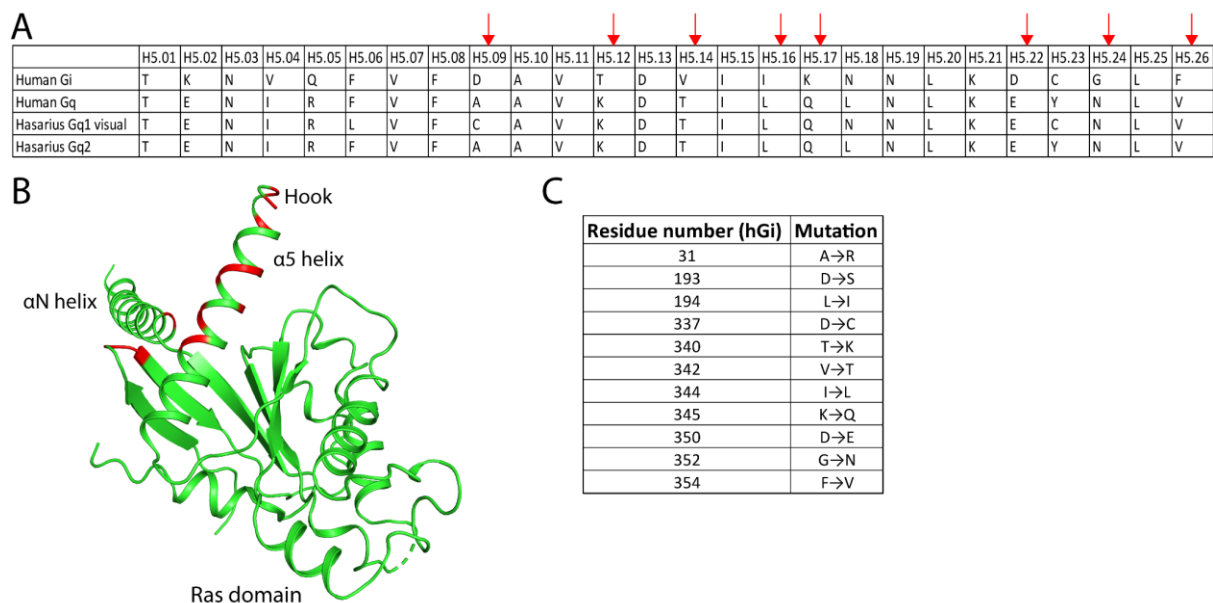 A
H5.01 H5.02 H5.03 H5.04 H5.05 H5.06 H5.07 H5.08 H5.09 H5.10 H5.11 H5.12 H5.13 H5.14 H5.15 H5.16 H5.17 H5.18 H5.19 H5.20 H5.21 H5.22 H5.23 H5.24 H5.25 H5.26
Human Gi T K N V Q F V F D A V T D V I I K N N L K D C G L F
Human Gq T E N I R F V F A A V K D T I L Q L N L K E Y N L V
Hasarius Gq1 visual T E N I R L V F C A V K D T I L Q N N L K E C N L V
Hasarius Gq2 T E N I R F V F A A V K D T I L Q L N L K E Y N L V
B
Hook
α5 helix
αN helix
Ras domain
C
Residue number (hGi) Mutation
31 A→R
193 D→S
194 L→I
337 D→C
340 T→K
342 V→T
344 I→L
345 K→Q
350 D→E
352 G→N
354 F→V